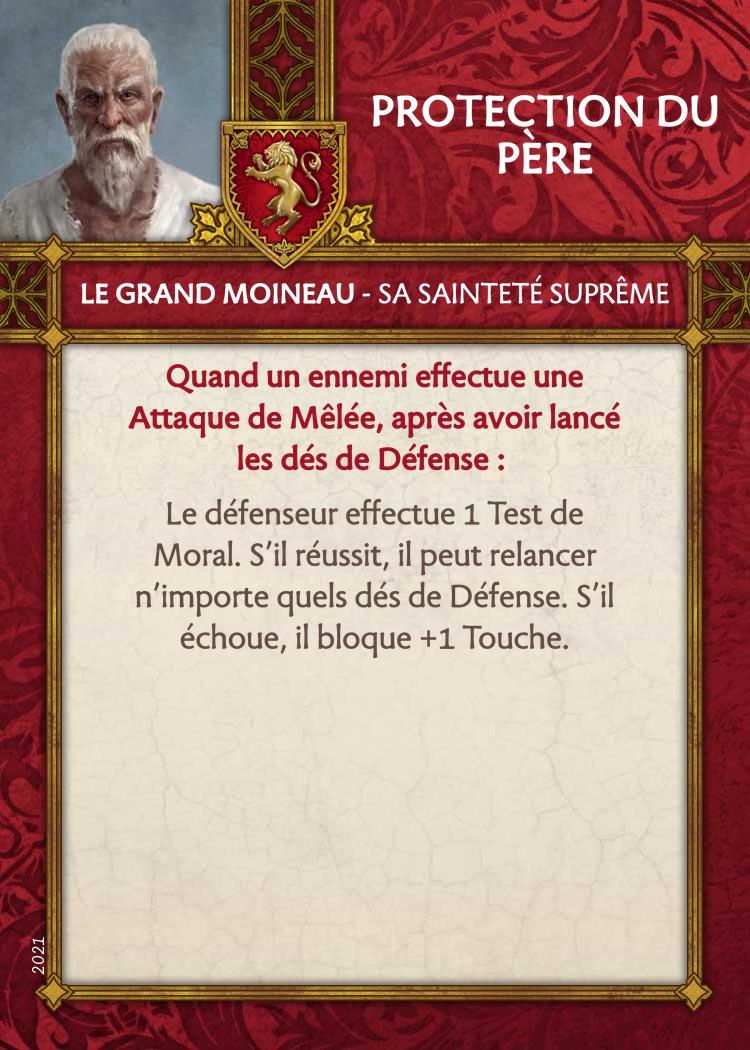 PROTECTION DU
PÈRE
LE GRAND MOINEAU - SA SAINTETÉ SUPRÊME
Quand un ennemi effectue une
Attaque de Mêlée, après avoir lancé
les dés de Défense :
Le défenseur effectue 1 Test de
Moral. S'il réussit, il peut relancer
n'importe quels dés de Défense. S'il
échoue, il bloque +1 Touche.
2021